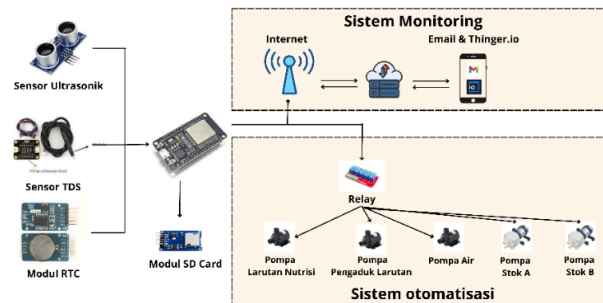 Sistem Monitoring
Internet
Email & Thinger.io
Sensor Ultrasonik
Sensor TDS
Modul RTC
Modul SD Card
Relay
Pompa
Larutan Nutrisi
Pompa
Pengaduk Larutan
Pompa Air
Pompa
Stok A
Pompa
Stok B
Sistem otomatisasi